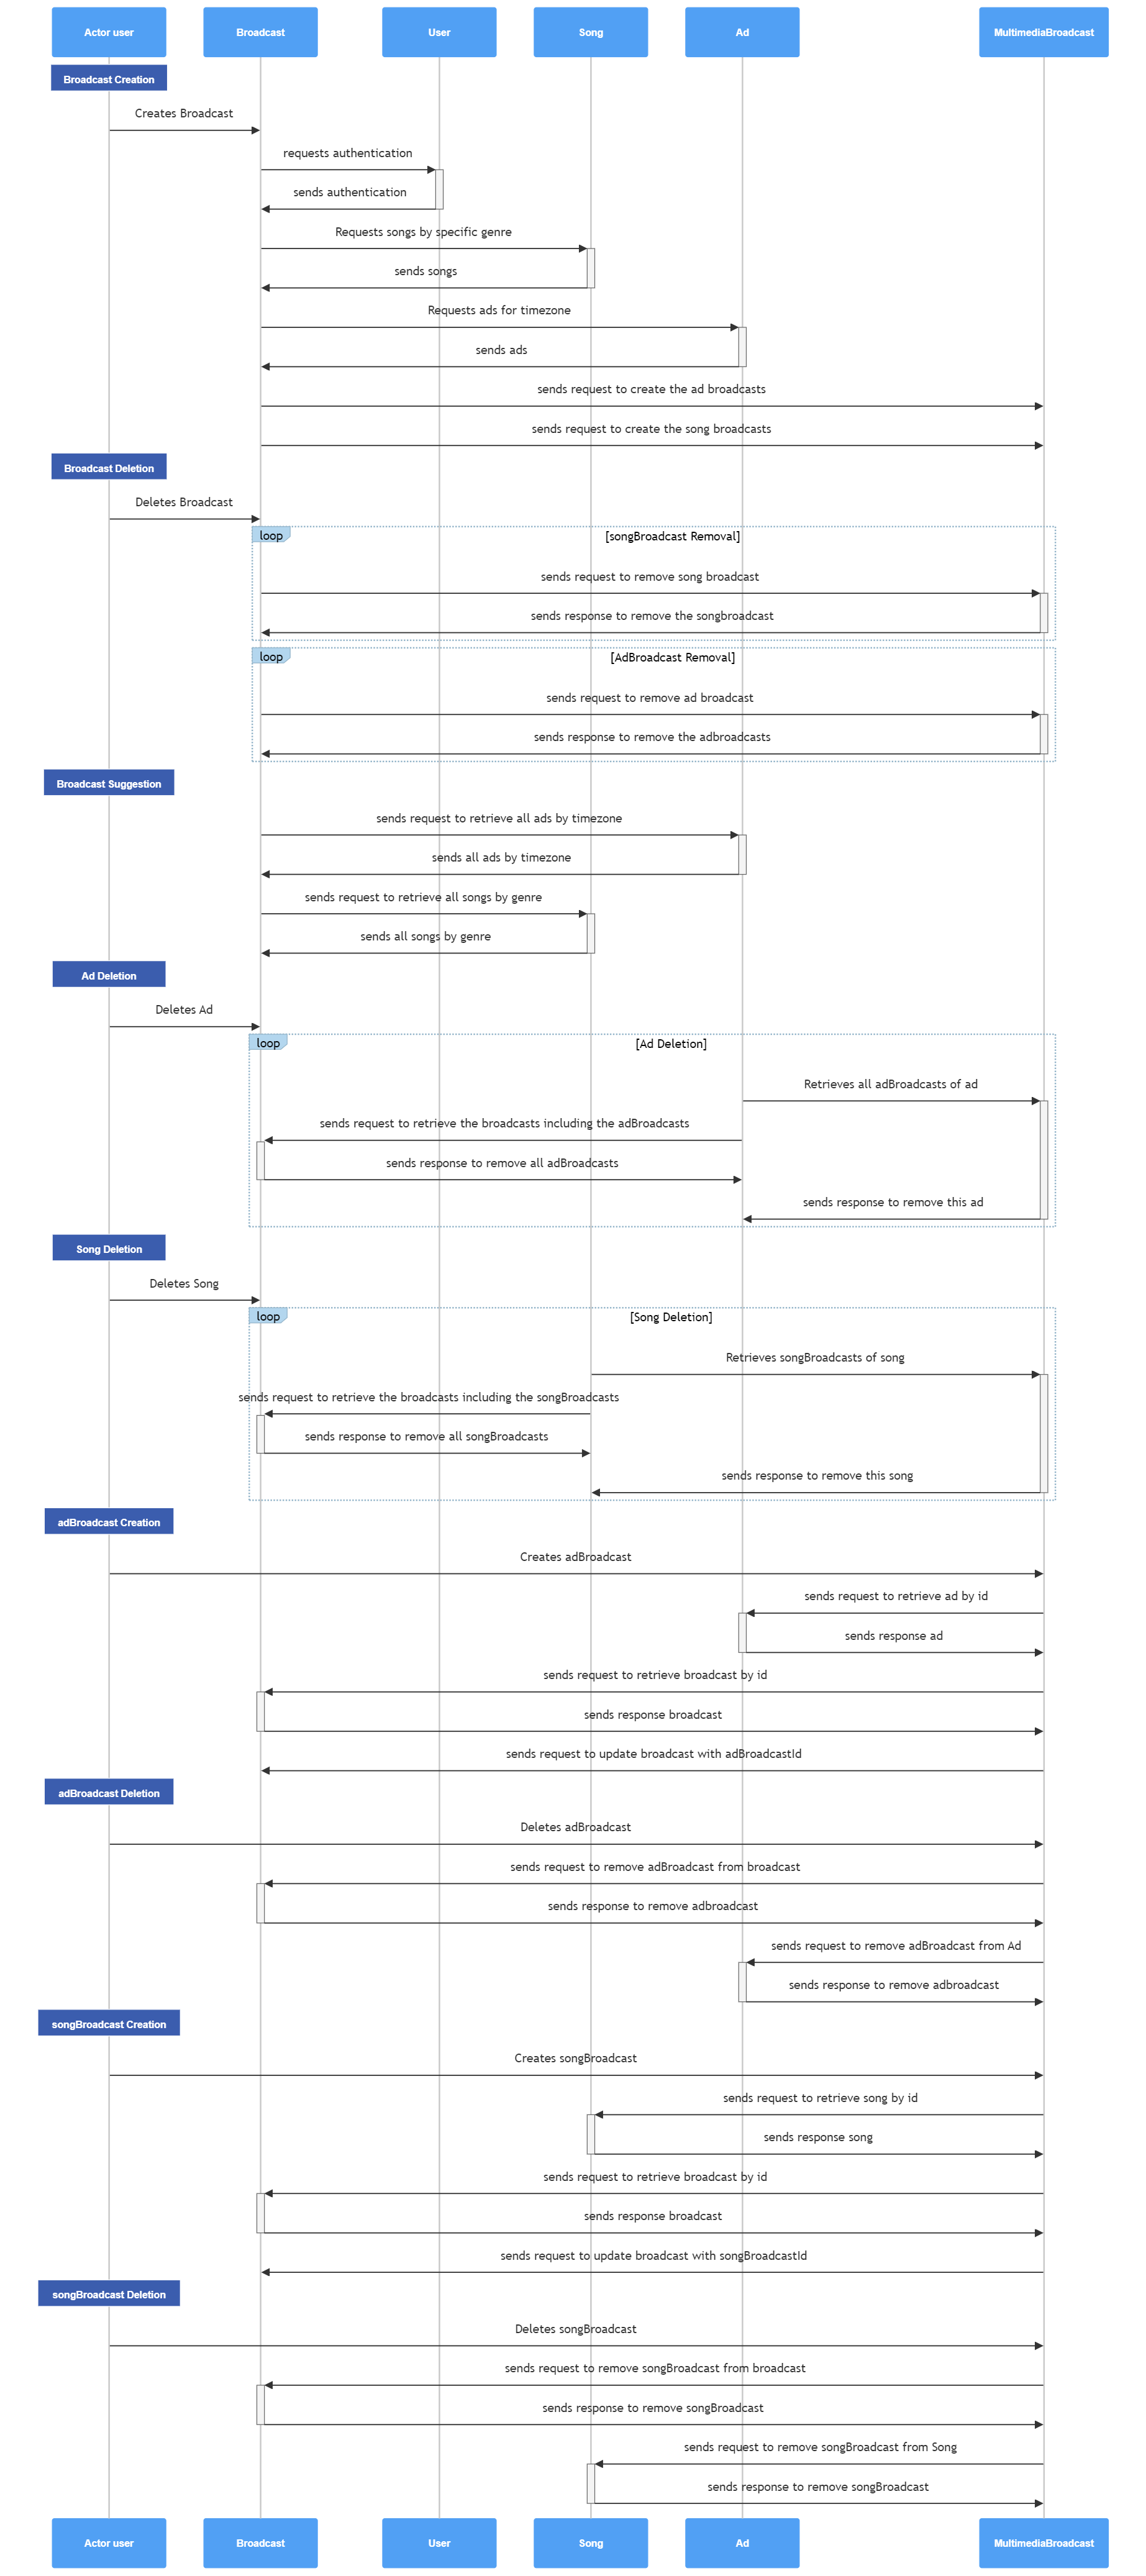 Actor user
Broadcast
User
Song
Ad
MultimediaBroadcast
Broadcast Creation
Creates Broadcast
requests authentication
sends authentication
Requests songs by specific genre
sends songs
Requests ads for timezone
sends ads
sends request to create the ad broadcasts
sends request to create the song broadcasts
Broadcast Deletion
Deletes Broadcast
loop
[songBroadcast Removal]
sends request to remove song broadcast
sends response to remove the songbroadcast
loop
[AdBroadcast Removal]
sends request to remove ad broadcast
sends response to remove the adbroadcasts
Broadcast Suggestion
sends request to retrieve all ads by timezone
sends all ads by timezone
sends request to retrieve all songs by genre
sends all songs by genre
Ad Deletion
Deletes Ad
loop
[Ad Deletion]
Retrieves all adBroadcasts of ad
sends request to retrieve the broadcasts including the adBroadcasts
sends response to remove all adBroadcasts
sends response to remove this ad
Song Deletion
Deletes Song
loop
[Song Deletion]
Retrieves songBroadcasts of song
sends request to retrieve the broadcasts including the songBroadcasts
sends response to remove all songBroadcasts
sends response to remove this song
adBroadcast Creation
Creates adBroadcast
sends request to retrieve ad by id
sends response ad
sends request to retrieve broadcast by id
sends response broadcast
sends request to update broadcast with adBroadcastId
adBroadcast Deletion
Deletes adBroadcast
sends request to remove adBroadcast from broadcast
sends response to remove adbroadcast
sends request to remove adBroadcast from Ad
sends response to remove adbroadcast
songBroadcast Creation
Creates songBroadcast
sends request to retrieve song by id
sends response song
sends request to retrieve broadcast by id
sends response broadcast
sends request to update broadcast with songBroadcastId
songBroadcast Deletion
Deletes songBroadcast
sends request to remove songBroadcast from broadcast
sends response to remove songBroadcast
sends request to remove songBroadcast from Song
sends response to remove songBroadcast
Actor user
Broadcast
User
Song
Ad
MultimediaBroadcast